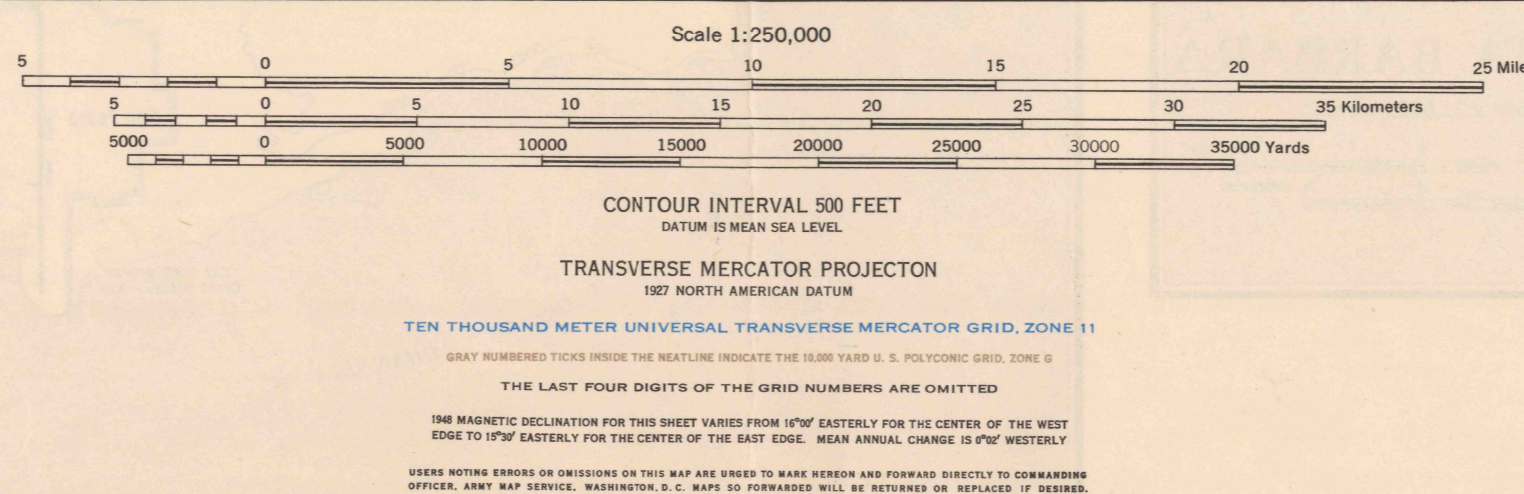 Scale 1:250,000
5 0 5 10 15 20 25 Mile
5 0 5 10 15 20 25 30 35 Kilometers
5000 0 5000 10000 15000 20000 25000 30000 35000 Yards
CONTOUR INTERVAL 500 FEET
DATUM IS MEAN SEA LEVEL
TRANSVERSE MERCATOR PROJECTON
1927 NORTH AMERICAN DATUM
TEN THOUSAND METER UNIVERSAL TRANSVERSE MERCATOR GRID, ZONE 11
GRAY NUMBERED TICKS INSIDE THE NEATLINE INDICATE THE 10,000 YARD U. S. POLYCONIC GRID, ZONE G
THE LAST FOUR DIGITS OF THE GRID NUMBERS ARE OMITTED
1948 MAGNETIC DECLINATION FOR THIS SHEET VARIES FROM 16°00′ EASTERLY FOR THE CENTER OF THE WEST
EDGE TO 15°30′ EASTERLY FOR THE CENTER OF THE EAST EDGE. MEAN ANNUAL CHANGE IS 0°02′ WESTERLY
USERS NOTING ERRORS OR OMISSIONS ON THIS MAP ARE URGED TO MARK HEREON AND FORWARD DIRECTLY TO COMMANDING
OFFICER, ARMY MAP SERVICE, WASHINGTON, D. C. MAPS SO FORWARDED WILL BE RETURNED OR REPLACED IF DESIRED.